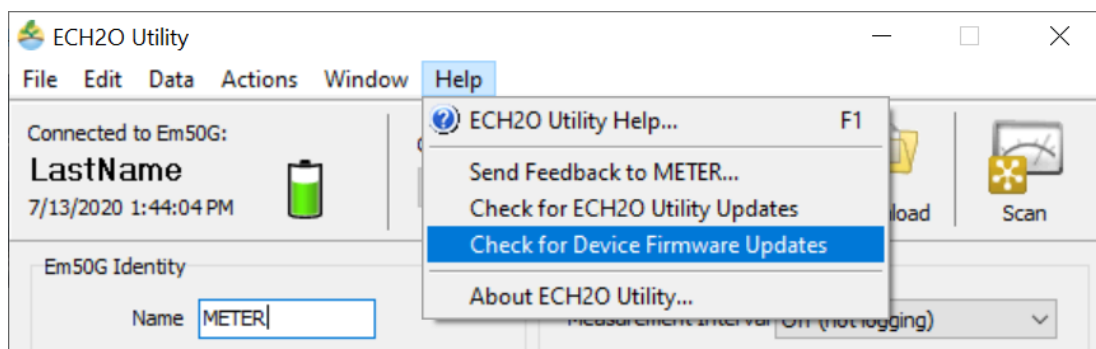 ECH2O Utility
File Edit Data Actions Window Help
Connected to Em50G:
LastName
7/13/2020 1:44:04 PM
ECH2O Utility Help... F1
Send Feedback to METER...
Check for ECH2O Utility Updates
Check for Device Firmware Updates
About ECH2O Utility...
Scan
Em50G Identity
Name METER
Measurement Interval Off (not logging)